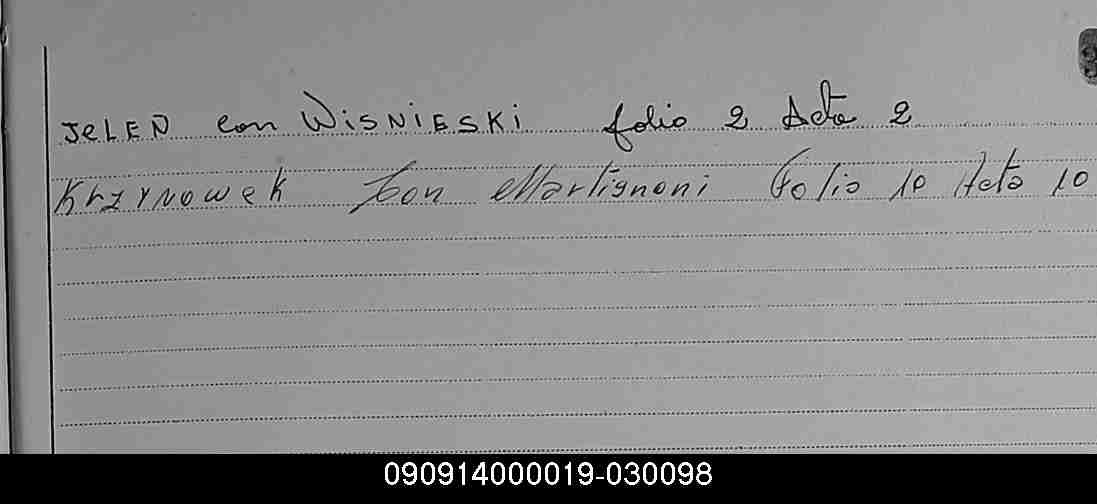 JELEN con WISNIESKI folio 2 Acta 2
Krzynowek con Martignoni Folio 10 Acta 10
090914000019-030098